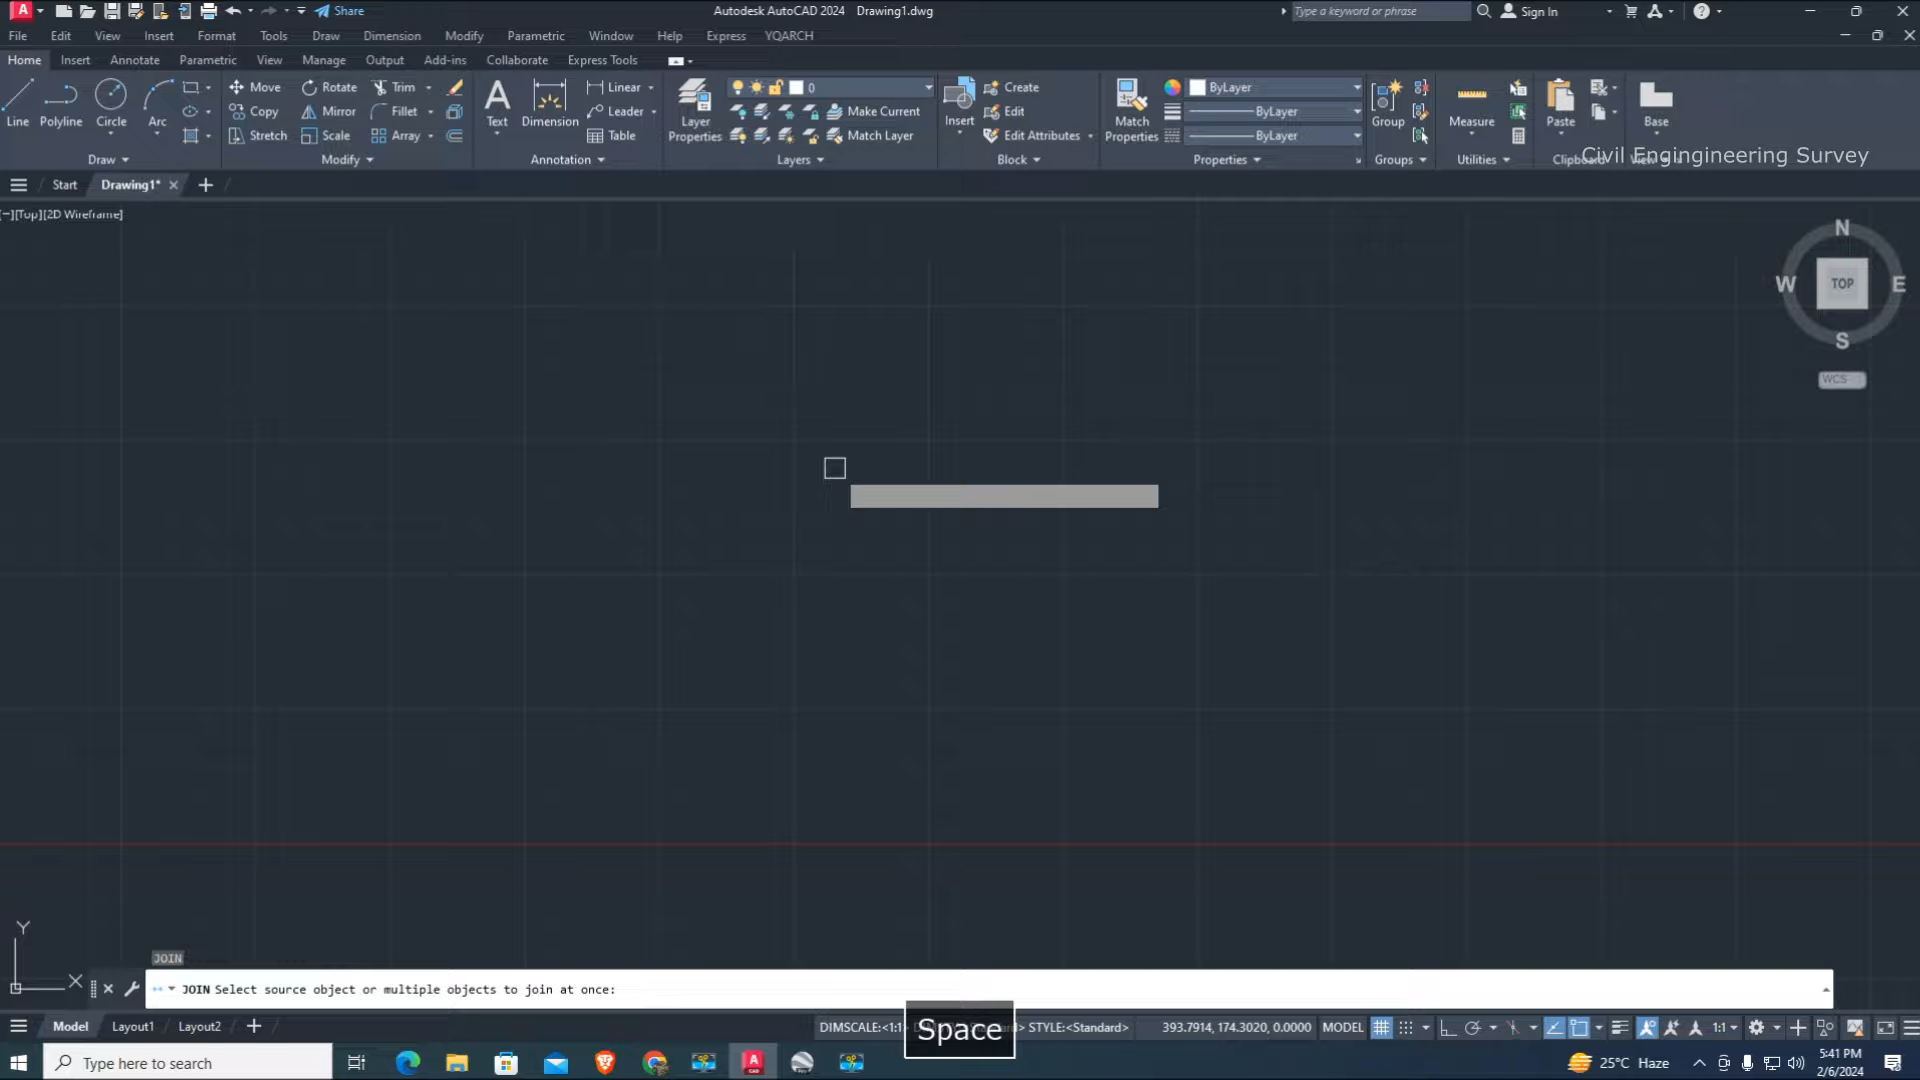 Share
Autodesk AutoCAD 2024 Drawing1.dwg
Type a keyword or phrase
Sign In
File Edit View Insert Format Tools Draw Dimension Modify Parametric Window Help Express YQARCH
Home Insert Annotate Parametric View Manage Output Add-ins Collaborate Express Tools
Line Polyline Circle Arc
Move Rotate Trim
Copy Mirror Fillet
Stretch Scale Array
Text Dimension
Linear
Leader
Table
Layer Properties
0
Make Current
Match Layer
Insert
Create
Edit
Edit Attributes
Match Properties
ByLayer
ByLayer
ByLayer
Group
Measure
Paste
Base
Draw Modify Annotation Layers Block Properties Groups Utilities
Civil Engingineering Survey
Start Drawing1*
[−][Top][2D Wireframe]
N
W TOP E
S
WCS
Y
X
JOIN
JOIN Select source object or multiple objects to join at once:
Model Layout1 Layout2
DIMSCALE:<1:1> STYLE:<Standard>
Space
393.7914, 174.3020, 0.0000 MODEL
1:1
Type here to search
25°C Haze
5:41 PM
2/6/2024